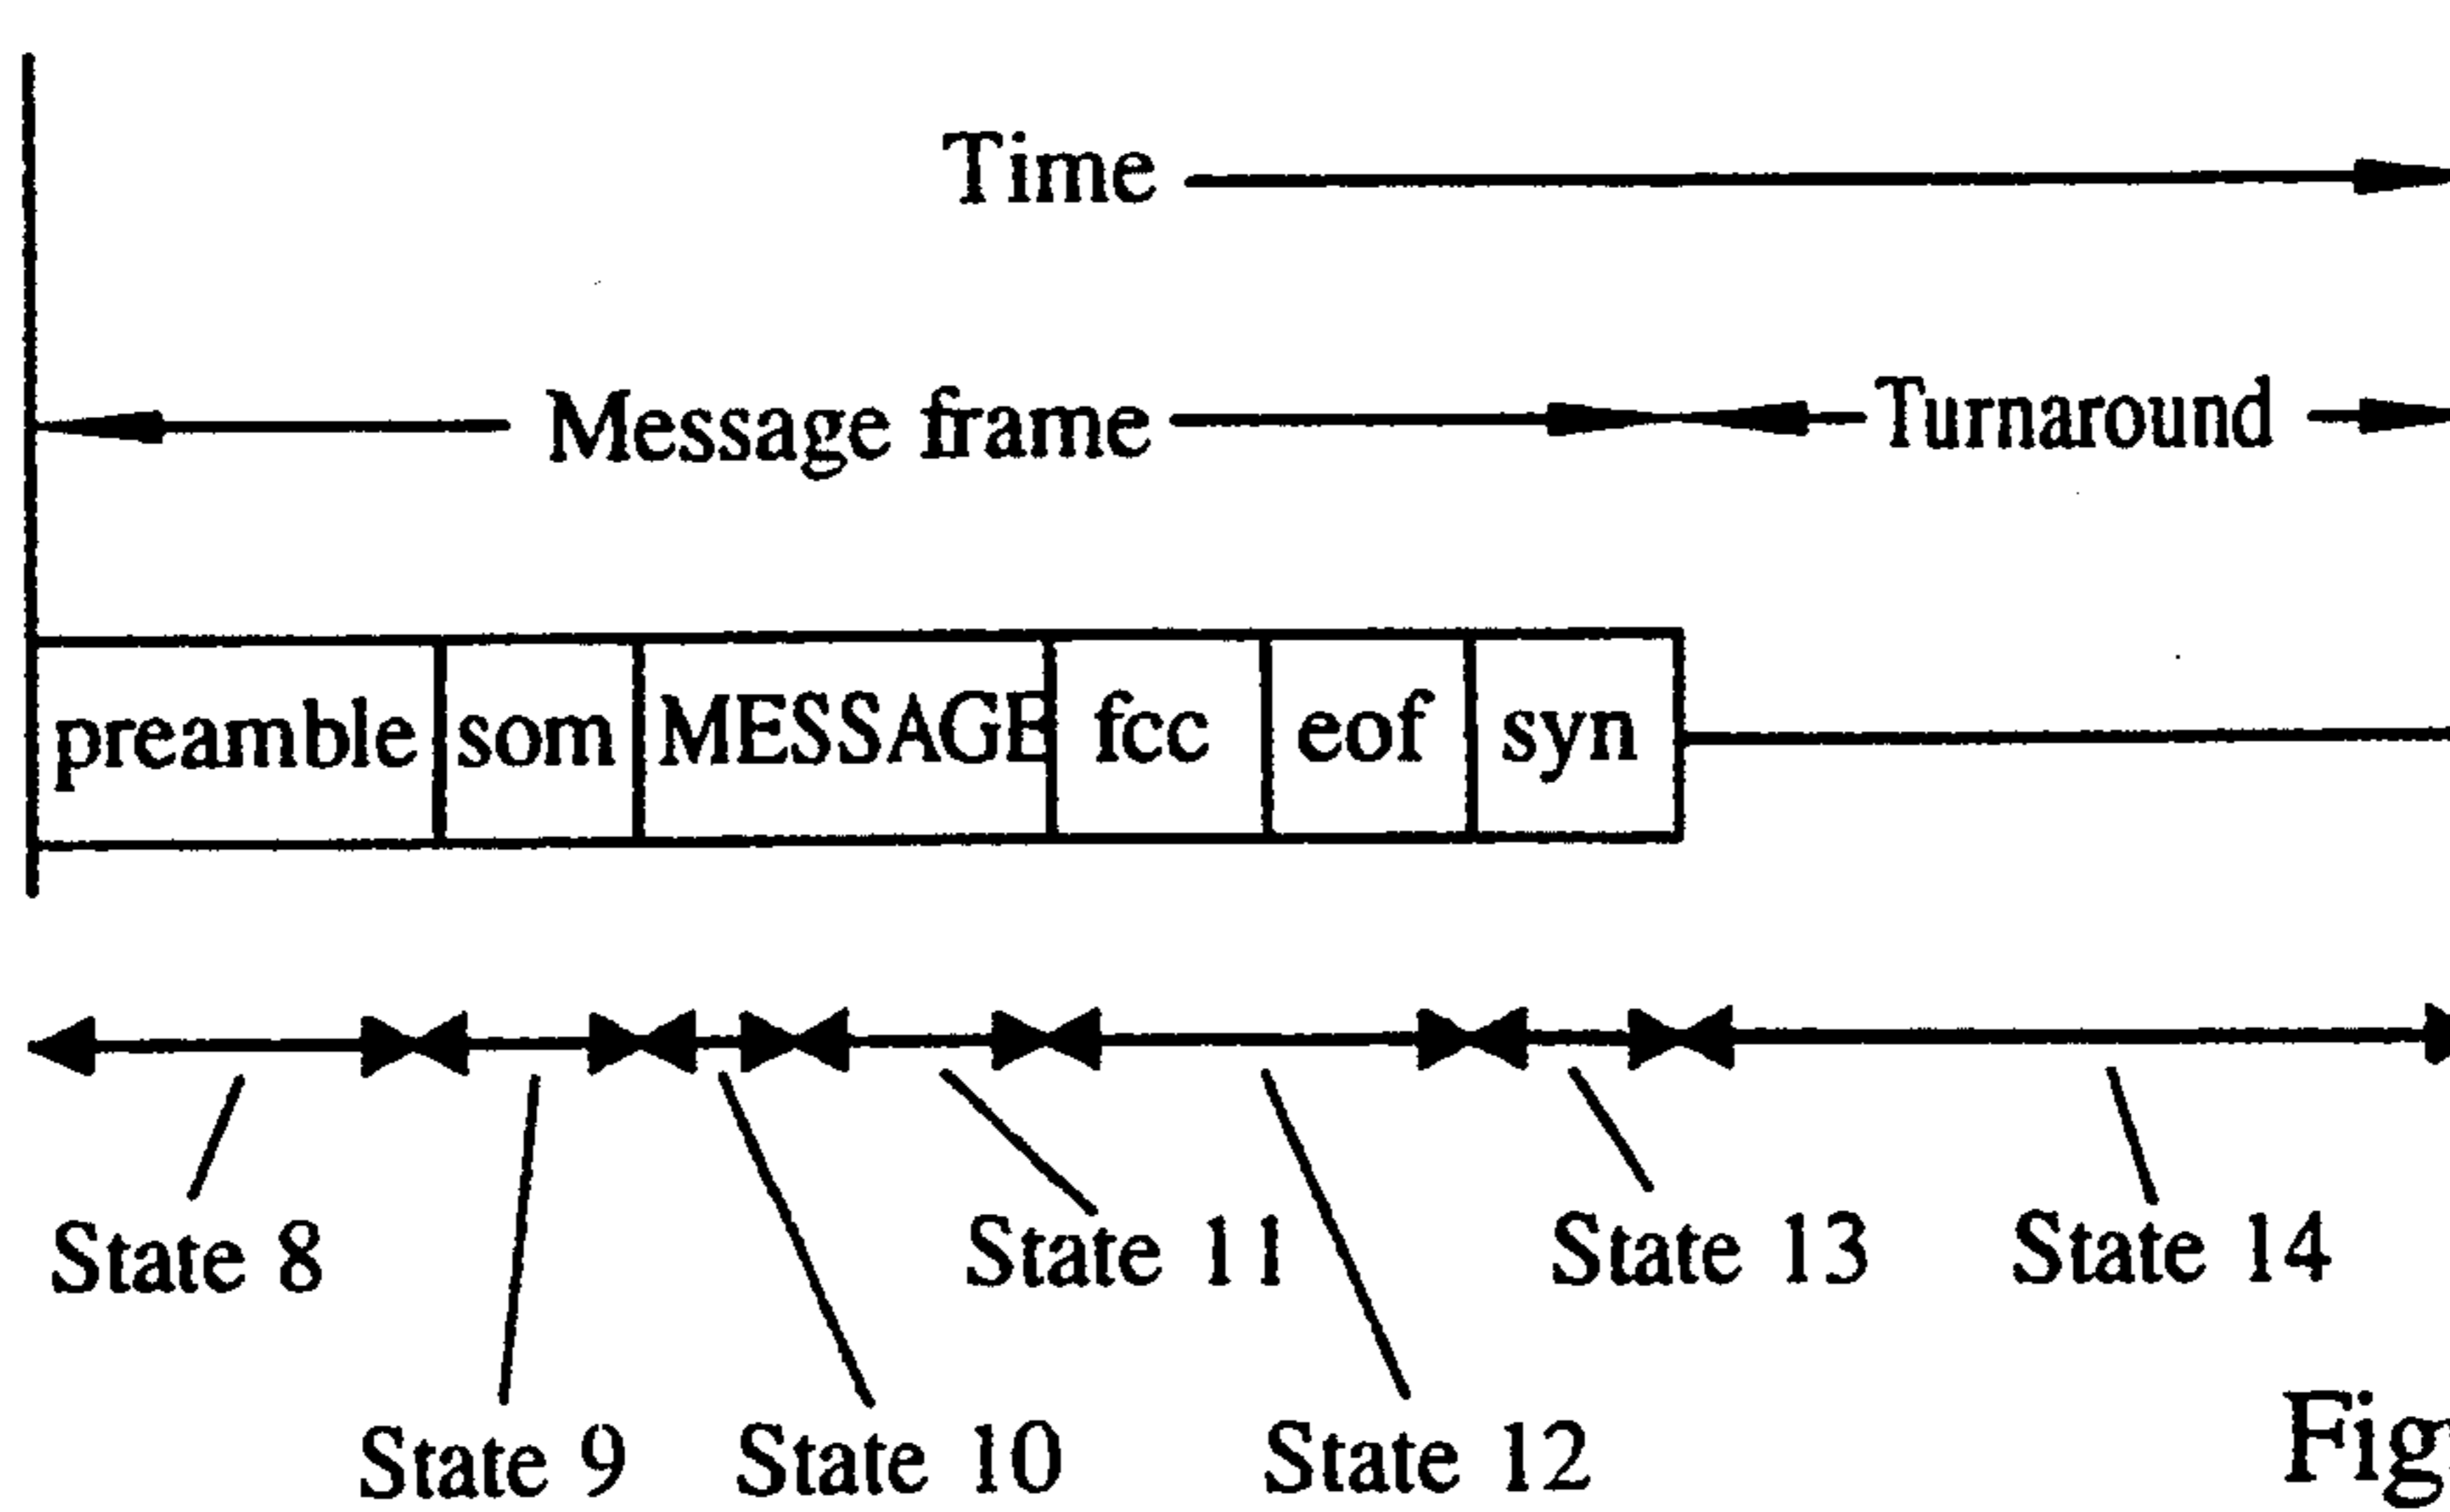 Time
Message frame Turnaround
preamble som MESSAGE fcc eof syn
State 8 State 11 State 13 State 14
State 9 State 10 State 12 Fig